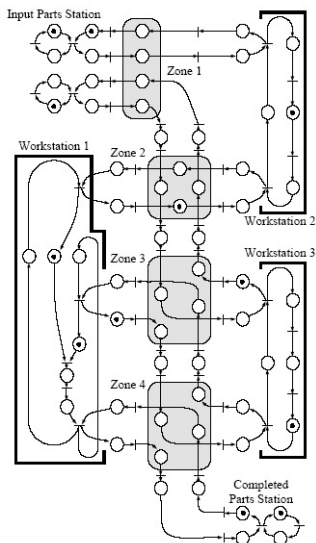 Input Parts Station
Zone 1
Workstation 1
Zone 2
Workstation 2
Zone 3
Workstation 3
Zone 4
Completed
Parts Station